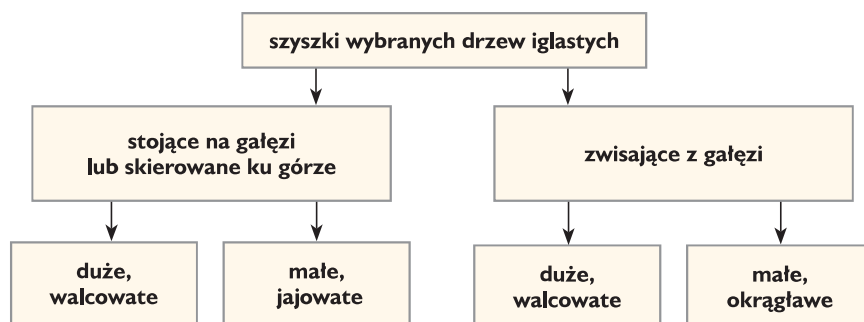 szyszki wybranych drzew iglastych
stojące na gałęzi
lub skierowane ku górze
zwisające z gałęzi
duże,
walcowate
małe,
jajowate
duże,
walcowate
małe,
okrągławe